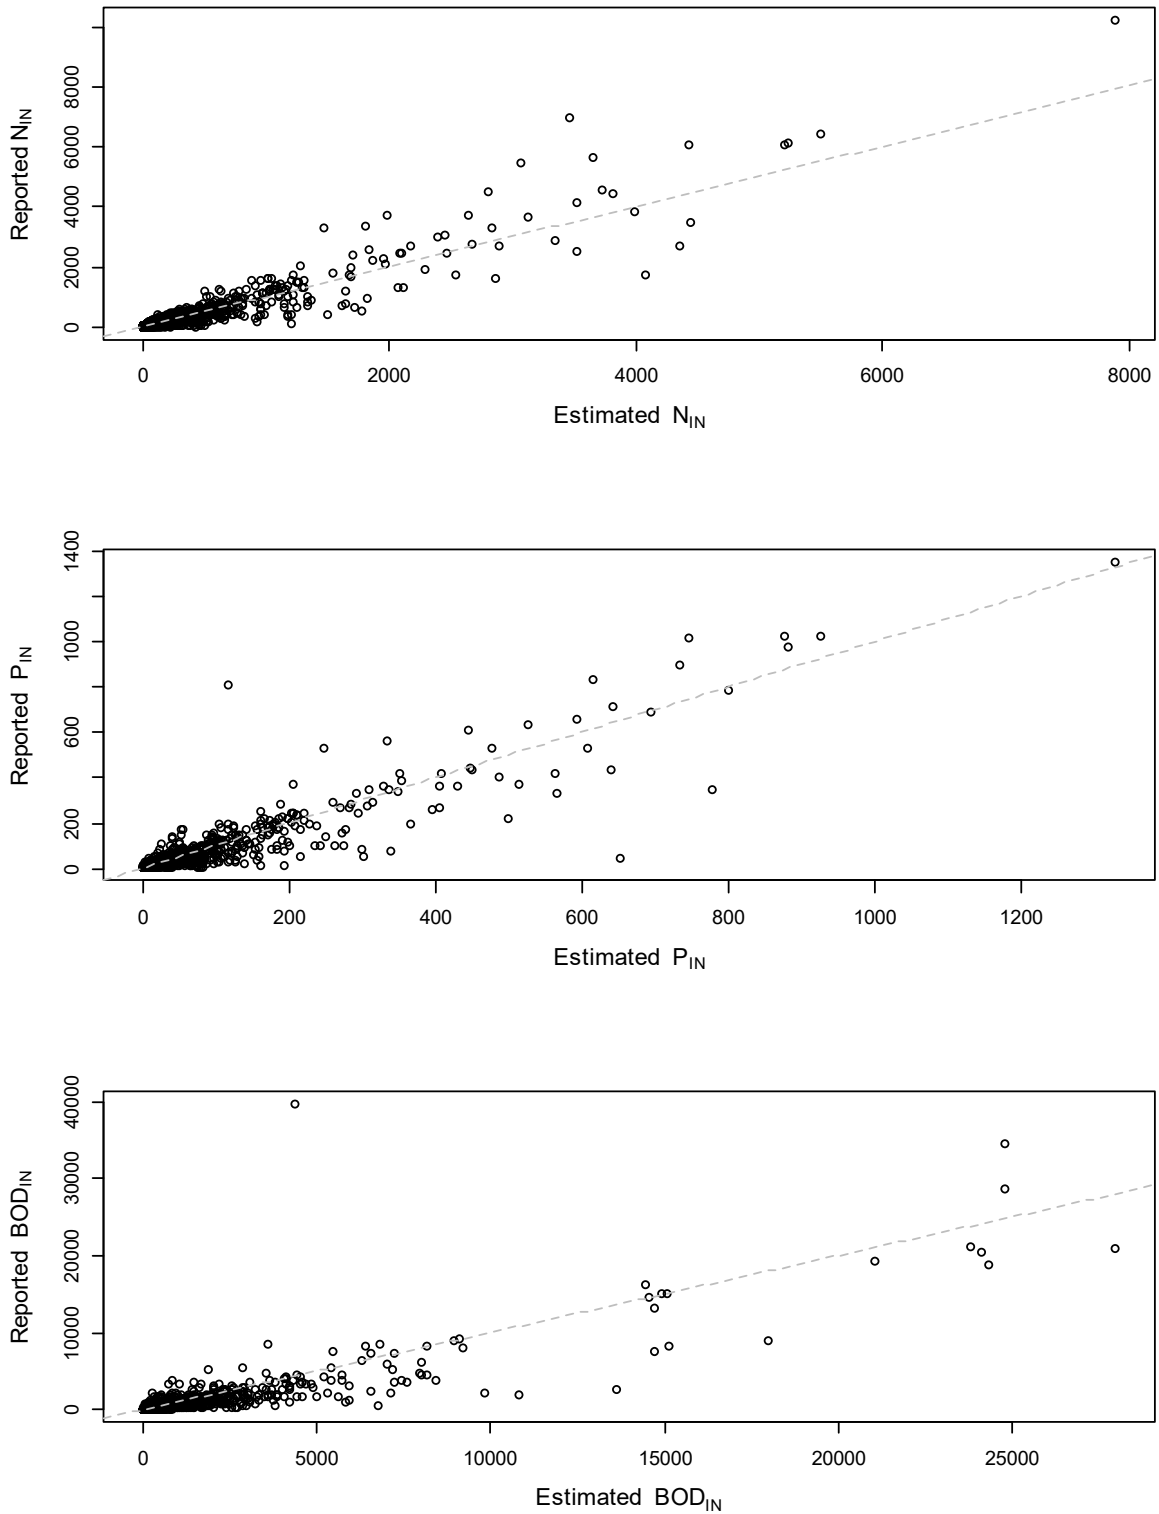 8000
6000
4000
2000
0
Reported N_IN
0 2000 4000 6000 8000
Estimated N_IN
1400
1000
600
200
0
Reported P_IN
0 200 400 600 800 1000 1200
Estimated P_IN
40000
30000
20000
10000
0
Reported BOD_IN
0 5000 10000 15000 20000 25000
Estimated BOD_IN